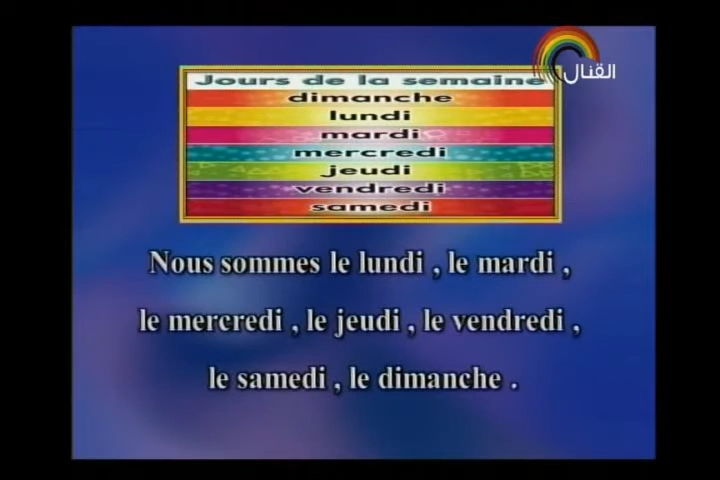 القنال
Jours de la semaine
dimanche
lundi
mardi
mercredi
jeudi
vendredi
samedi
Nous sommes le lundi , le mardi ,
le mercredi , le jeudi , le vendredi ,
le samedi , le dimanche .